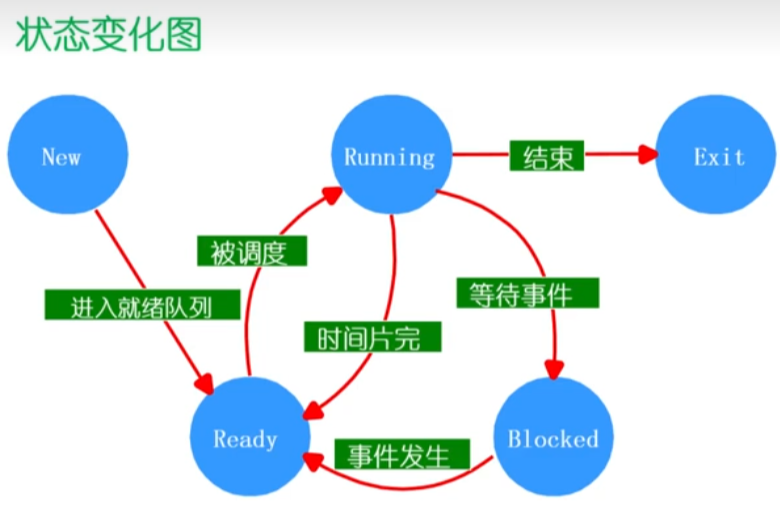 状态变化图
New
Running
结束
Exit
被调度
进入就绪队列
等待事件
时间片完
Ready
事件发生
Blocked